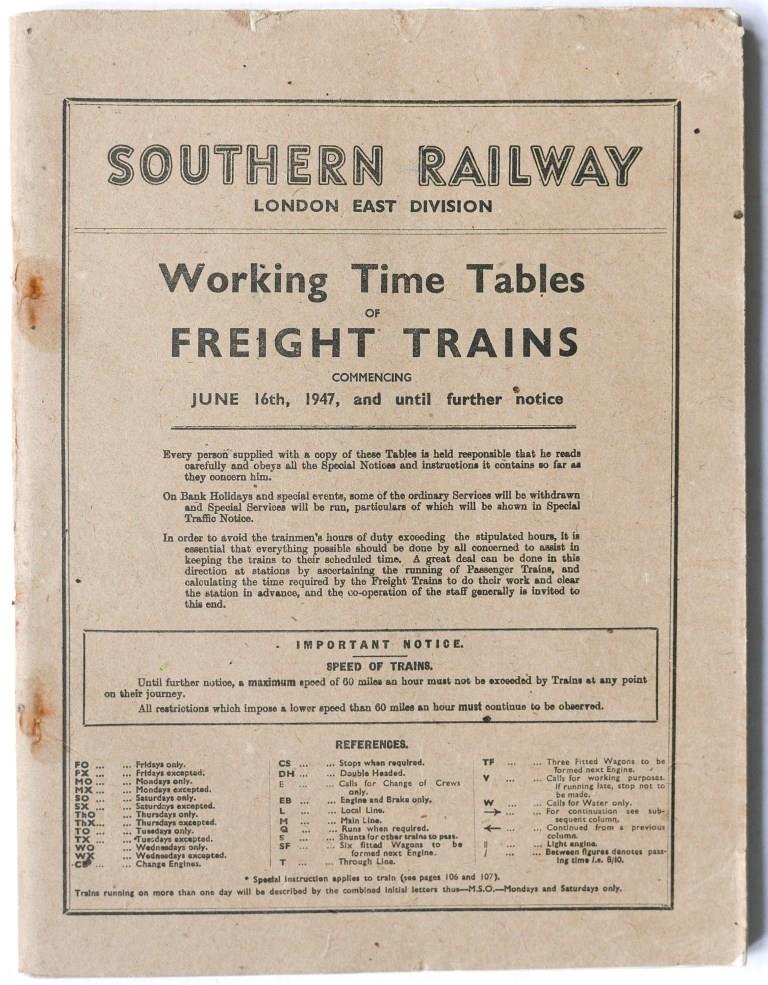 SOUTHERN RAILWAY
LONDON EAST DIVISION
Working Time Tables
OF
FREIGHT TRAINS
COMMENCING
JUNE 16th, 1947, and until further notice
Every person supplied with a copy of these Tables is held responsible that he reads
carefully and obeys all the Special Notices and instructions it contains so far as
they concern him.
On Bank Holidays and special events, some of the ordinary Services will be withdrawn
and Special Services will be run, particulars of which will be shown in Special
Traffic Notice.
In order to avoid the trainmen's hours of duty exceeding the stipulated hours, it is
essential that everything possible should be done by all concerned to assist in
keeping the trains to their scheduled time. A great deal can be done in this
direction at stations by ascertaining the running of Passenger Trains, and
calculating the time required by the Freight Trains to do their work and clear
the station in advance, and the co-operation of the staff generally is invited to
this end.
IMPORTANT NOTICE.
SPEED OF TRAINS.
Until further notice, a maximum speed of 60 miles an hour must not be exceeded by Trains at any point
on their journey.
All restrictions which impose a lower speed than 60 miles an hour must continue to be observed.
REFERENCES.
FO ... ... Fridays only.
FX ... ... Fridays excepted.
MO ... ... Mondays only.
MX ... ... Mondays excepted.
SO ... ... Saturdays only.
SX ... ... Saturdays excepted.
ThO ... Thursdays only.
ThX... ... Thursdays excepted.
TO ... ... Tuesdays only.
TX ... ... Tuesdays excepted.
WO ... ... Wednesdays only.
WX ... ... Wednesdays excepted.
CE ... ... Change Engines.
CS ... ... Stops when required.
DH ... ... Double Headed.
E ... ... Calls for Change of Crews
only.
EB ... ... Engine and Brake only.
L ... ... Local Line.
M ... ... Main Line.
Q ... ... Runs when required.
S ... ... Shunts for other trains to pass.
SF ... ... Six fitted Wagons to be
formed next Engine.
T ... ... Through Line.
TF ... ... Three Fitted Wagons to be
formed next Engine.
V ... ... Calls for working purposes.
If running late, stop not to
be made.
W ... ... Calls for Water only.
→ ... ... For continuation see sub-
sequent column.
← ... ... Continued from a previous
column.
|| ... ... Light engine.
/ ... ... Between figures denotes pass-
ing time i.e. 8/10.
* Special instruction applies to train (see pages 106 and 107).
Trains running on more than one day will be described by the combined initial letters thus—M.S.O.—Mondays and Saturdays only.